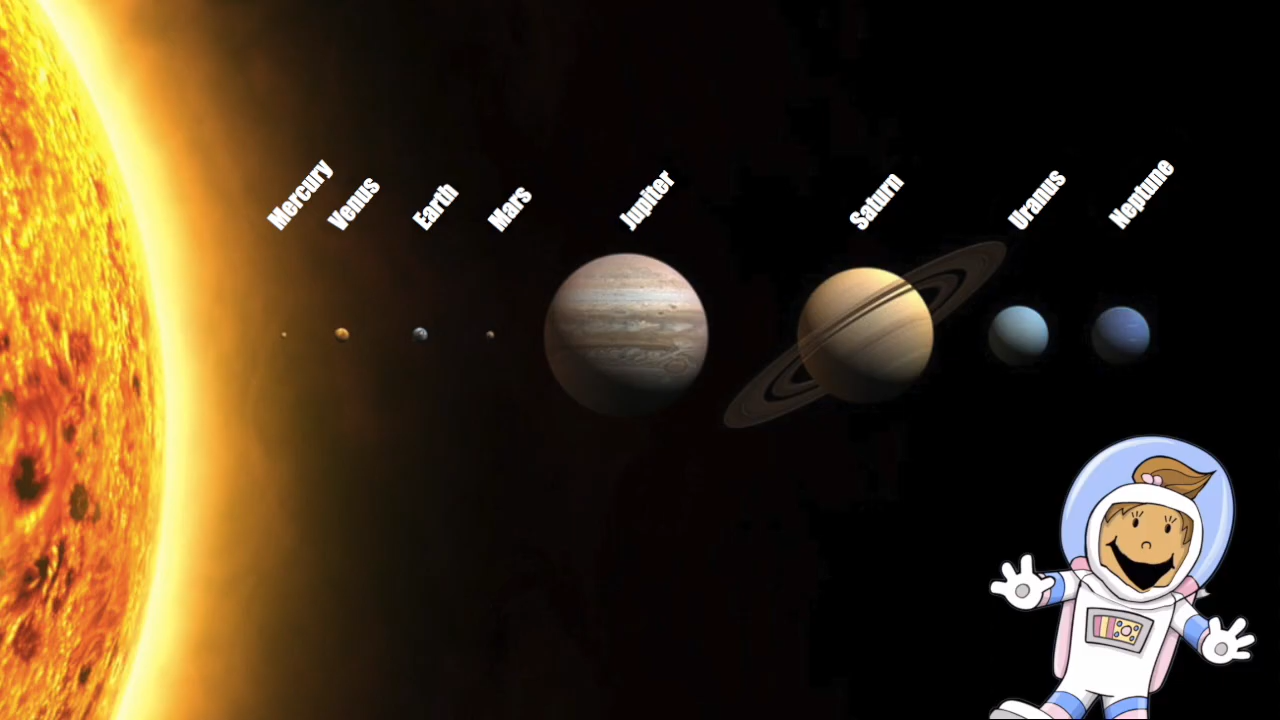 Mercury
Venus
Earth
Mars
Jupiter
Saturn
Uranus
Neptune